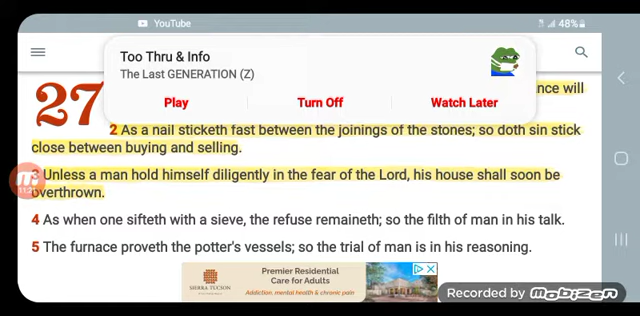 YouTube
48%
Too Thru & Info
The Last GENERATION (Z)
Play Turn Off Watch Later
27
nce will
2 As a nail sticketh fast between the joinings of the stones; so doth sin stick
close between buying and selling.
3 Unless a man hold himself diligently in the fear of the Lord, his house shall soon be
overthrown.
4 As when one sifteth with a sieve, the refuse remaineth; so the filth of man in his talk.
5 The furnace proveth the potter's vessels; so the trial of man is in his reasoning.
SIERRA TUCSON
Premier Residential
Care for Adults
Addiction, mental health & chronic pain
Recorded by Mobizen